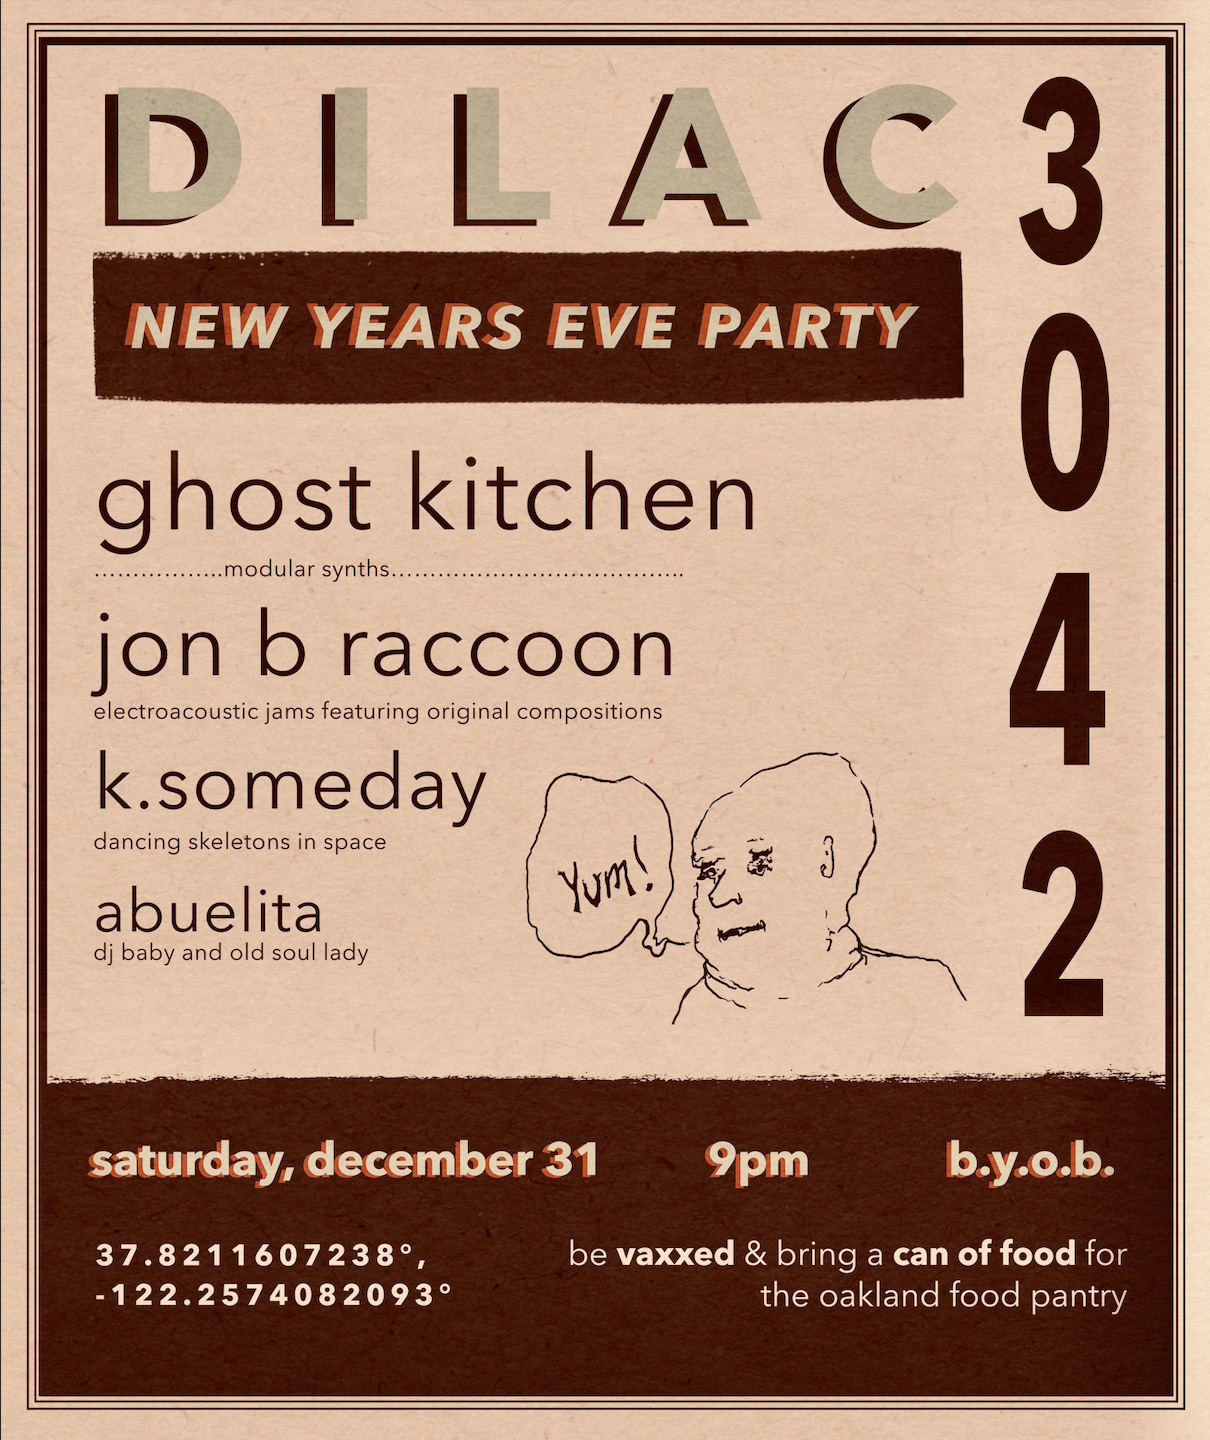 DILAC
3042
NEW YEARS EVE PARTY
ghost kitchen
.................modular synths......................................
jon b raccoon
electroacoustic jams featuring original compositions
k.someday
dancing skeletons in space
abuelita
dj baby and old soul lady
Yum!
saturday, december 31 9pm b.y.o.b.
37.8211607238°,
-122.2574082093°
be vaxxed & bring a can of food for
the oakland food pantry